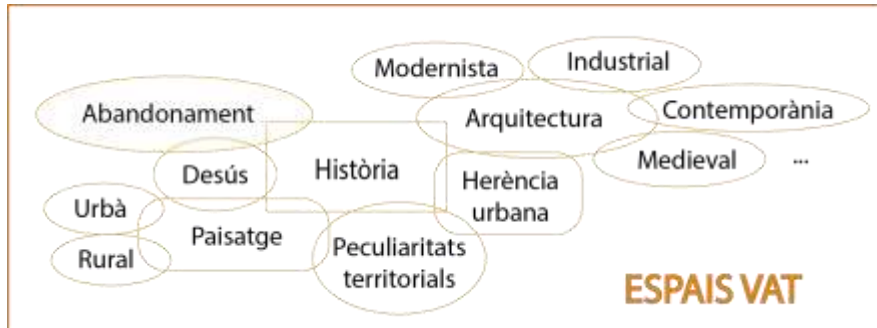 Modernista
Industrial
Abandonament
Arquitectura
Contemporània
Desús
Història
Medieval
...
Herència
urbana
Urbà
Paisatge
Peculiaritats
territorials
Rural
ESPAIS VAT